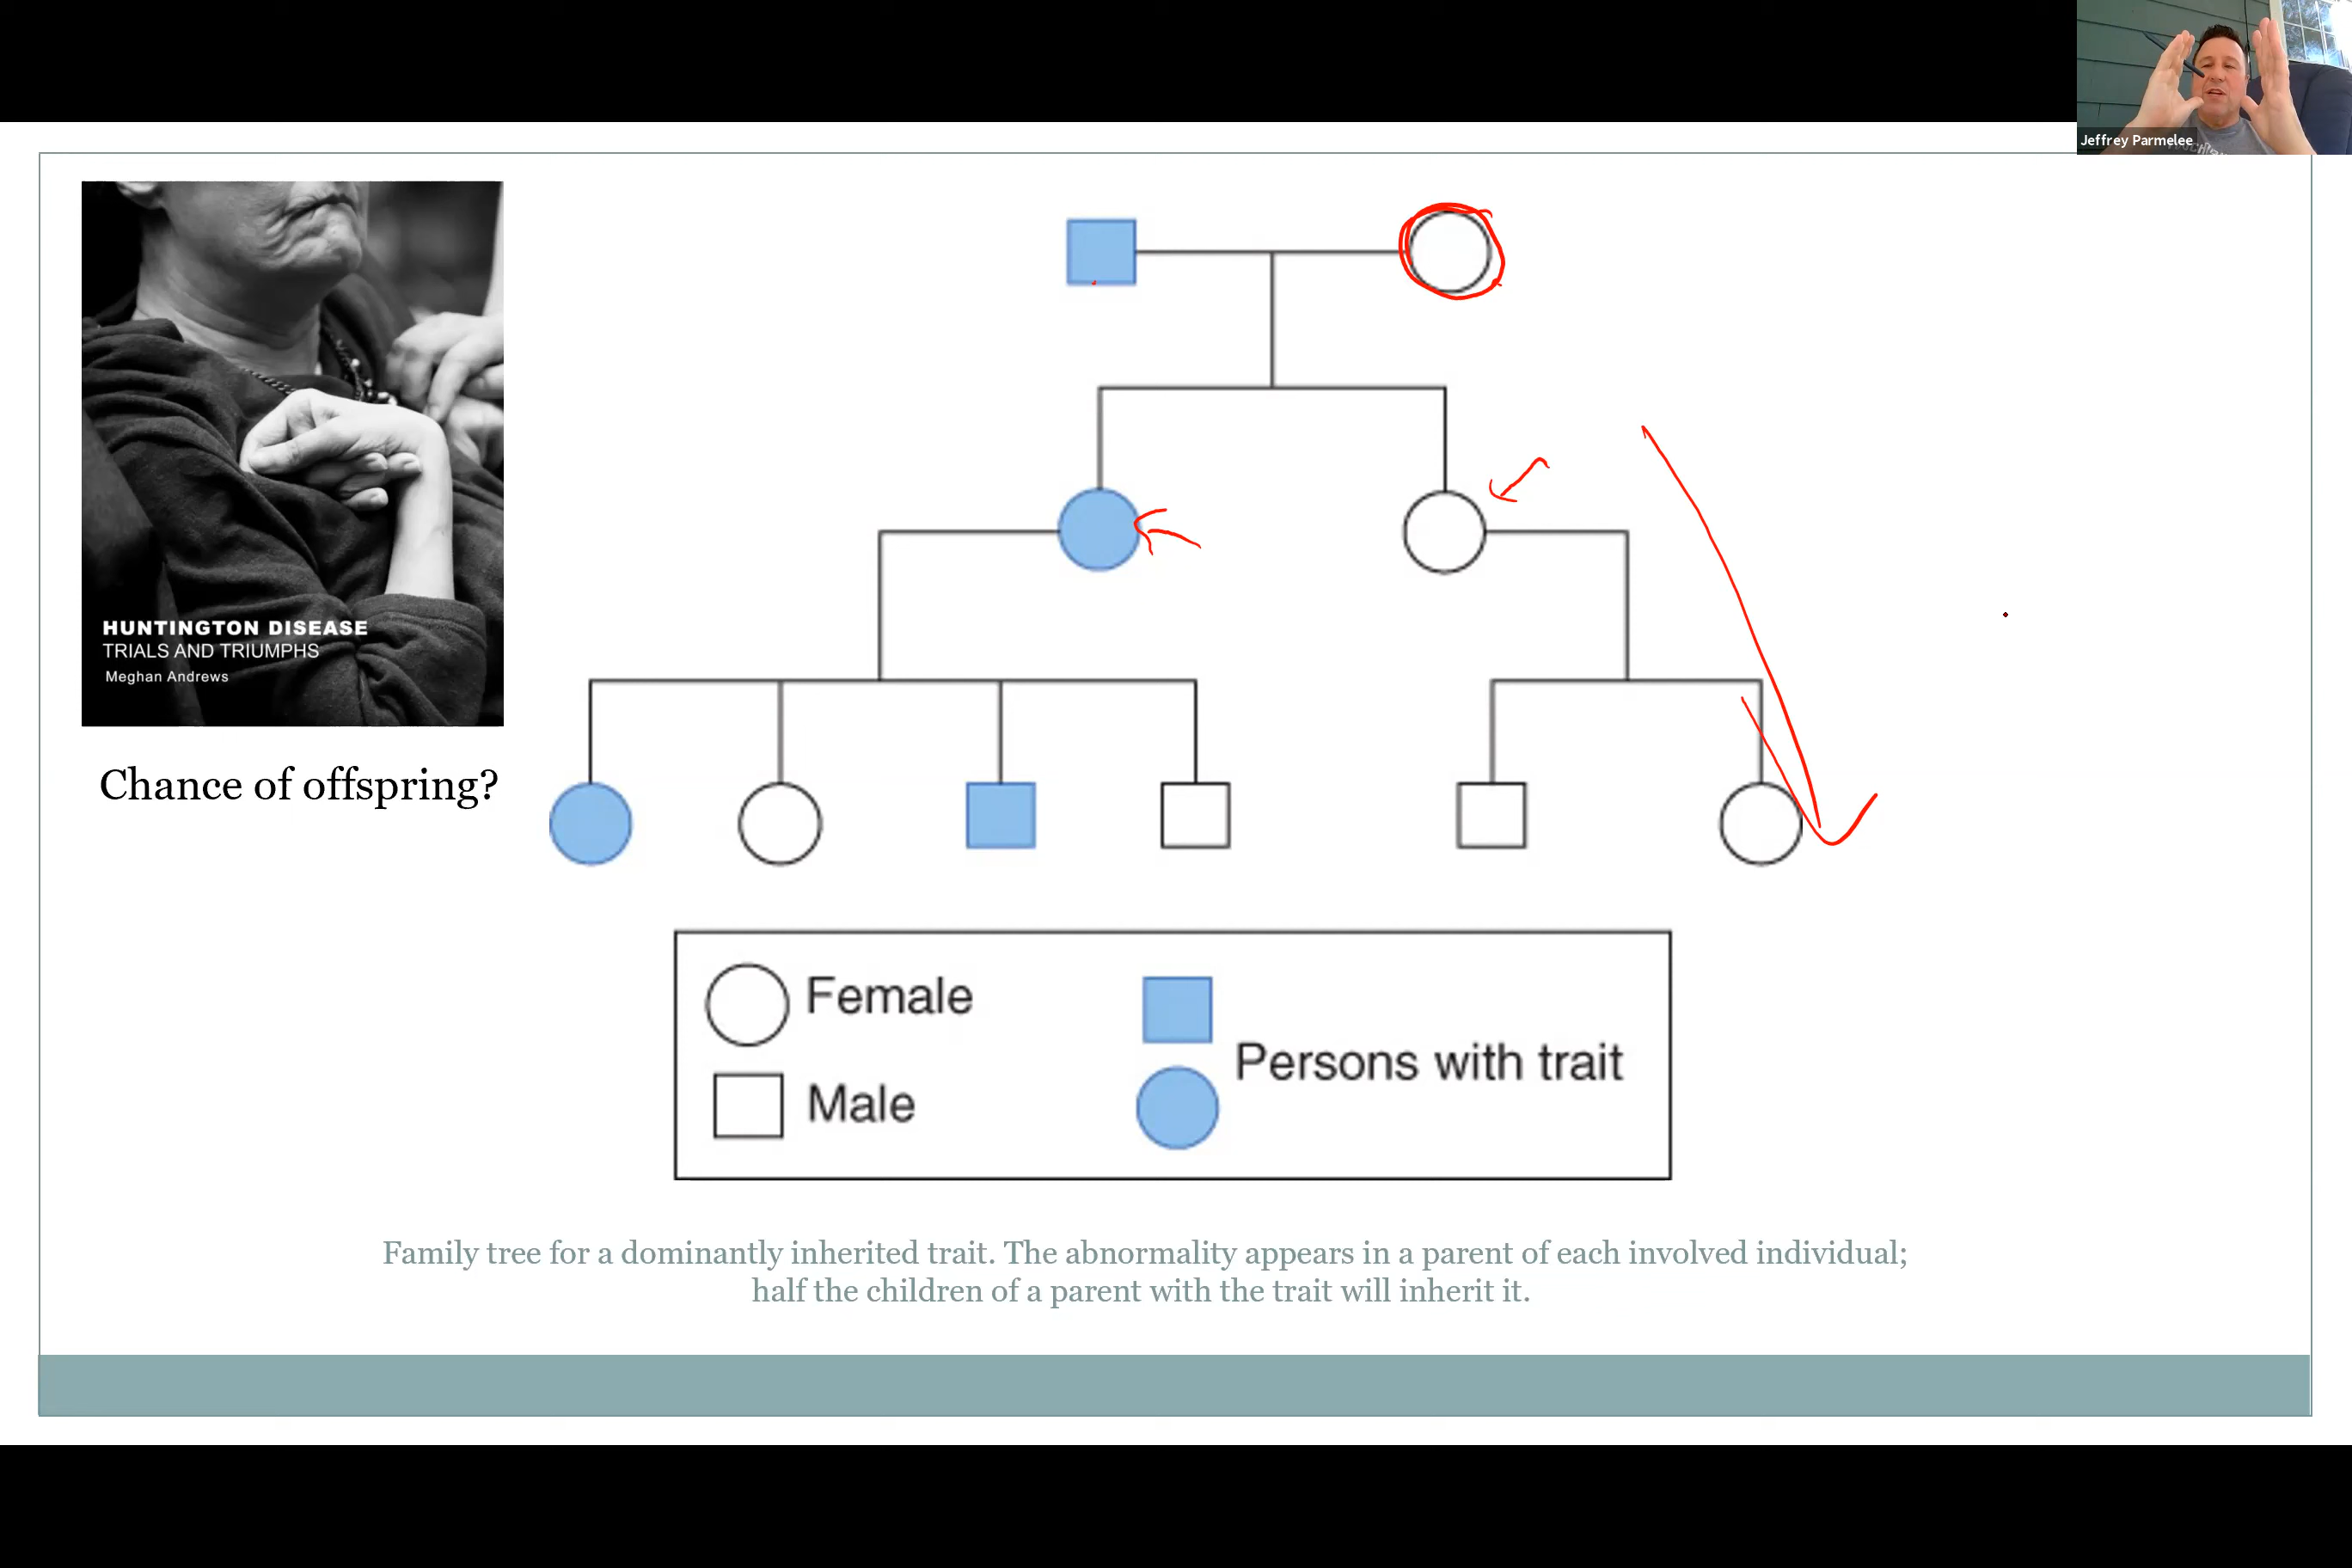 Jeffrey Parmelee
HUNTINGTON DISEASE
TRIALS AND TRIUMPHS
Meghan Andrews
Chance of offspring?
Female
Male
Persons with trait
Family tree for a dominantly inherited trait. The abnormality appears in a parent of each involved individual;
half the children of a parent with the trait will inherit it.